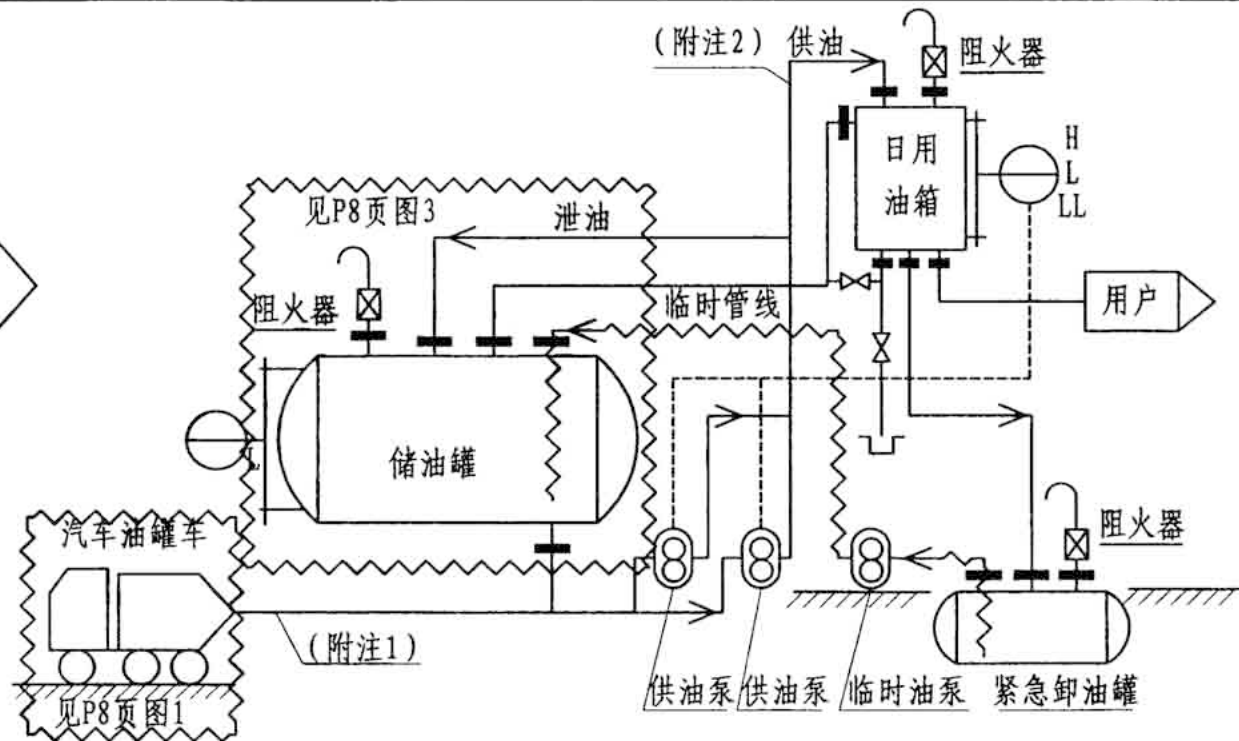 (附注2) 供油
阻火器
日用
油箱
H
L
LL
见P8页图3
泄油
阻火器
临时管线
用户
储油罐
汽车油罐车
阻火器
(附注1)
供油泵
供油泵
临时油泵
紧急卸油罐
见P8页图1